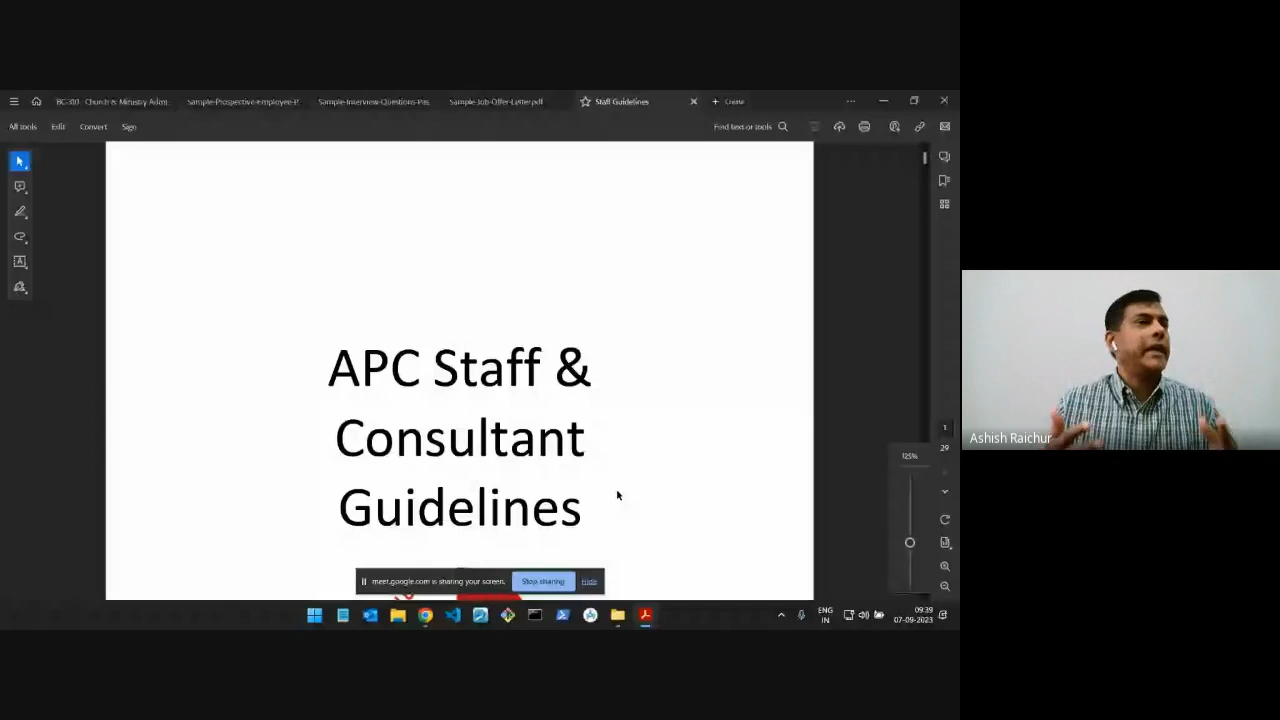 BC-310 - Church & Ministry Admi
Sample-Prospective-Employee-P
Sample-Interview-Questions-Pas
Sample-Job-Offer-Letter.pdf
Staff Guidelines
Create
All tools
Edit
Convert
Sign
Find text or tools
APC Staff &
Consultant
Guidelines
1
29
125%
meet.google.com is sharing your screen.
Stop sharing
Hide
ENG
IN
09:39
07-09-2023
Ashish Raichur